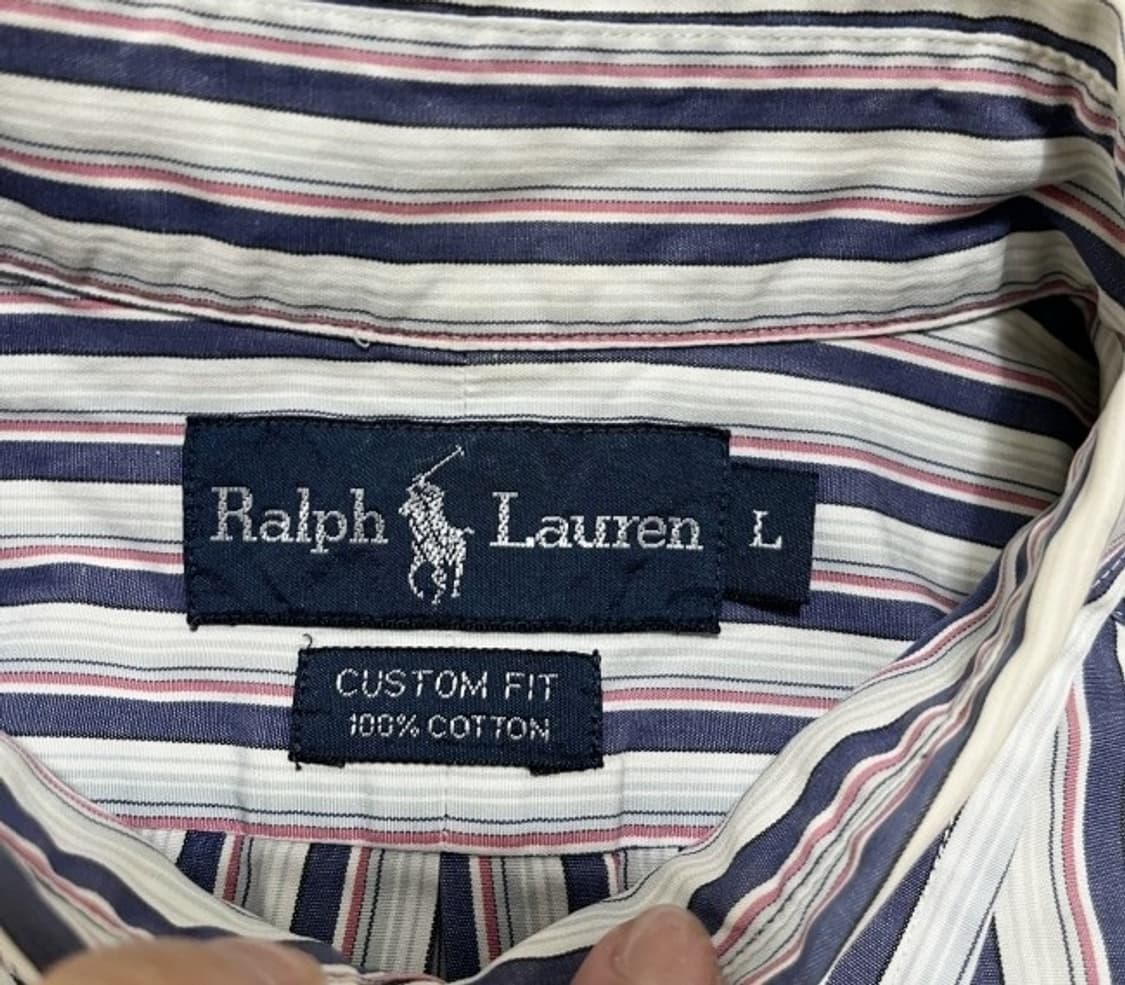 Ralph Lauren
L
CUSTOM FIT
100% COTTON